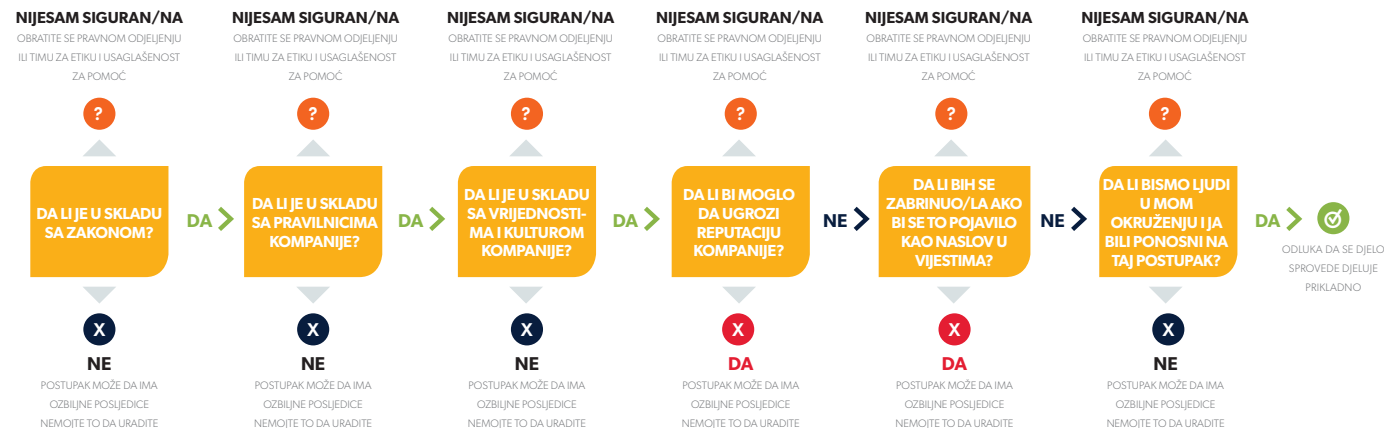 NIJESAM SIGURAN/NA
OBRATITE SE PRAVNOM ODJELJENJU
ILI TIMU ZA ETIKU I USAGLAŠENOST
ZA POMOĆ
?
DA LI JE U SKLADU
SA ZAKONOM?
X
NE
POSTUPAK MOŽE DA IMA
OZBILJNE POSLJEDICE
NEMOJTE TO DA URADITE
DA
NIJESAM SIGURAN/NA
OBRATITE SE PRAVNOM ODJELJENJU
ILI TIMU ZA ETIKU I USAGLAŠENOST
ZA POMOĆ
?
DA LI JE U SKLADU
SA PRAVILNICIMA
KOMPANIJE?
X
NE
POSTUPAK MOŽE DA IMA
OZBILJNE POSLJEDICE
NEMOJTE TO DA URADITE
DA
NIJESAM SIGURAN/NA
OBRATITE SE PRAVNOM ODJELJENJU
ILI TIMU ZA ETIKU I USAGLAŠENOST
ZA POMOĆ
?
DA LI JE U SKLADU
SA VRIJEDNOSTI-
MA I KULTUROM
KOMPANIJE?
X
NE
POSTUPAK MOŽE DA IMA
OZBILJNE POSLJEDICE
NEMOJTE TO DA URADITE
DA
NIJESAM SIGURAN/NA
OBRATITE SE PRAVNOM ODJELJENJU
ILI TIMU ZA ETIKU I USAGLAŠENOST
ZA POMOĆ
?
DA LI BI MOGLO
DA UGROZI
REPUTACIJU
KOMPANIJE?
X
DA
POSTUPAK MOŽE DA IMA
OZBILJNE POSLJEDICE
NEMOJTE TO DA URADITE
NE
NIJESAM SIGURAN/NA
OBRATITE SE PRAVNOM ODJELJENJU
ILI TIMU ZA ETIKU I USAGLAŠENOST
ZA POMOĆ
?
DA LI BIH SE
ZABRINUO/LA AKO
BI SE TO POJAVILO
KAO NASLOV U
VIJESTIMA?
X
DA
POSTUPAK MOŽE DA IMA
OZBILJNE POSLJEDICE
NEMOJTE TO DA URADITE
NE
NIJESAM SIGURAN/NA
OBRATITE SE PRAVNOM ODJELJENJU
ILI TIMU ZA ETIKU I USAGLAŠENOST
ZA POMOĆ
?
DA LI BISMO LJUDI
U MOM
OKRUŽENJU I JA
BILI PONOSNI NA
TAJ POSTUPAK?
X
NE
POSTUPAK MOŽE DA IMA
OZBILJNE POSLJEDICE
NEMOJTE TO DA URADITE
DA
ODLUKA DA SE DJELO
SPROVEDE DJELUJE
PRIKLADNO